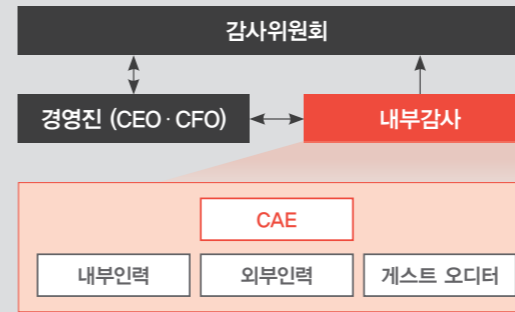 감사위원회
경영진 (CEO · CFO)
내부감사
CAE
내부인력
외부인력
게스트 오디터